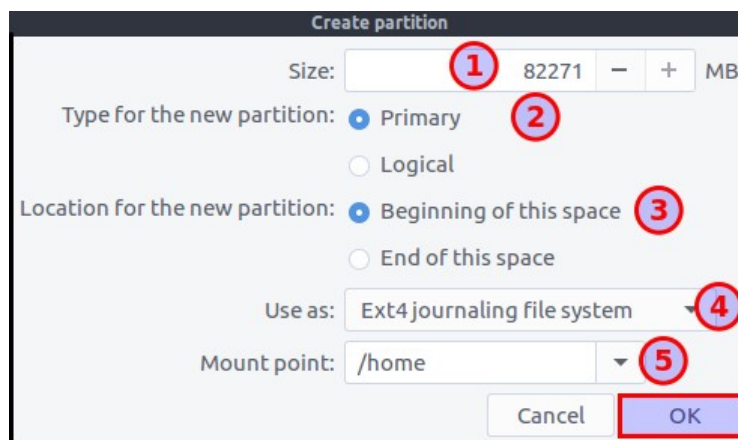 Create partition
Size: 1 82271 − + MB
Type for the new partition: Primary 2
Logical
Location for the new partition: Beginning of this space 3
End of this space
Use as: Ext4 journaling file system 4
Mount point: /home 5
Cancel OK